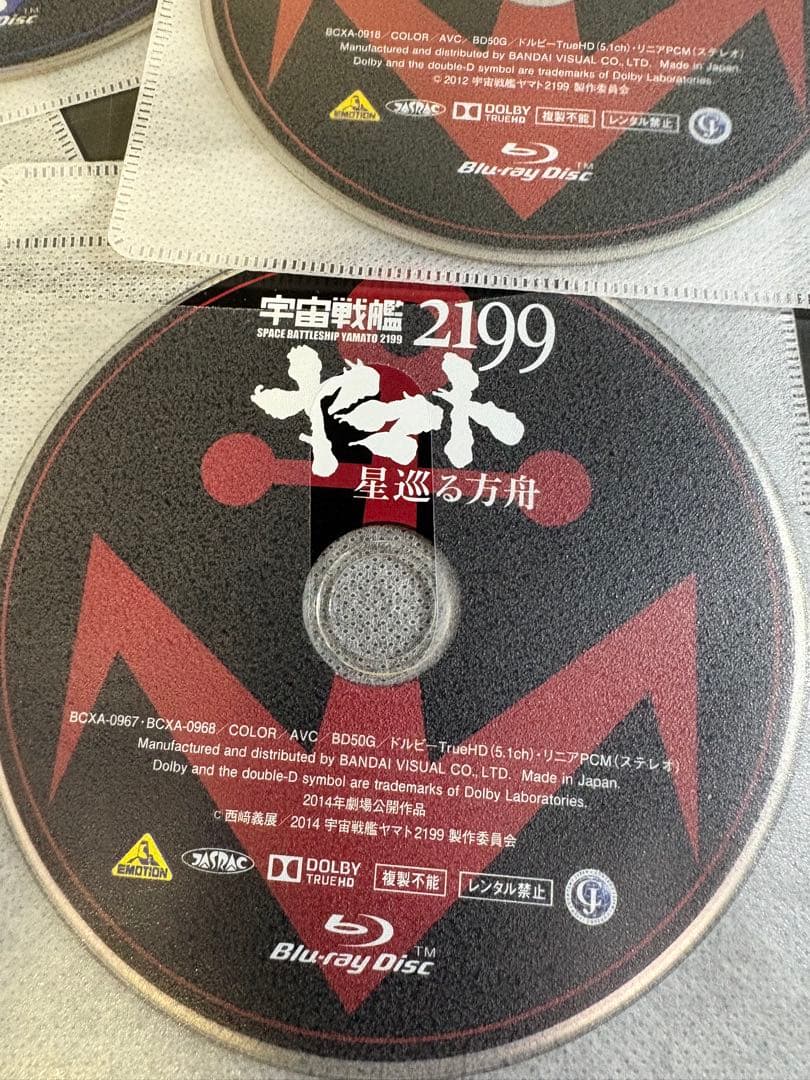 Disc
TM
BCXA-0918／COLOR／AVC／BD50G／ドルビーTrueHD(5.1ch)・リニアPCM(ステレオ)
Manufactured and distributed by BANDAI VISUAL CO., LTD. Made in Japan.
Dolby and the double-D symbol are trademarks of Dolby Laboratories.
© 2012 宇宙戦艦ヤマト2199 製作委員会
EMOTION JASRAC DOLBY TRUEHD 複製不能 レンタル禁止
Blu-ray Disc TM
宇宙戦艦 2199
SPACE BATTLESHIP YAMATO 2199
ヤマト
星巡る方舟
BCXA-0967・BCXA-0968／COLOR／AVC／BD50G／ドルビーTrueHD(5.1ch)・リニアPCM(ステレオ)
Manufactured and distributed by BANDAI VISUAL CO., LTD. Made in Japan.
Dolby and the double-D symbol are trademarks of Dolby Laboratories.
2014年劇場公開作品
© 西﨑義展／2014 宇宙戦艦ヤマト2199 製作委員会
EMOTION JASRAC DOLBY TRUEHD 複製不能 レンタル禁止
Blu-ray Disc TM